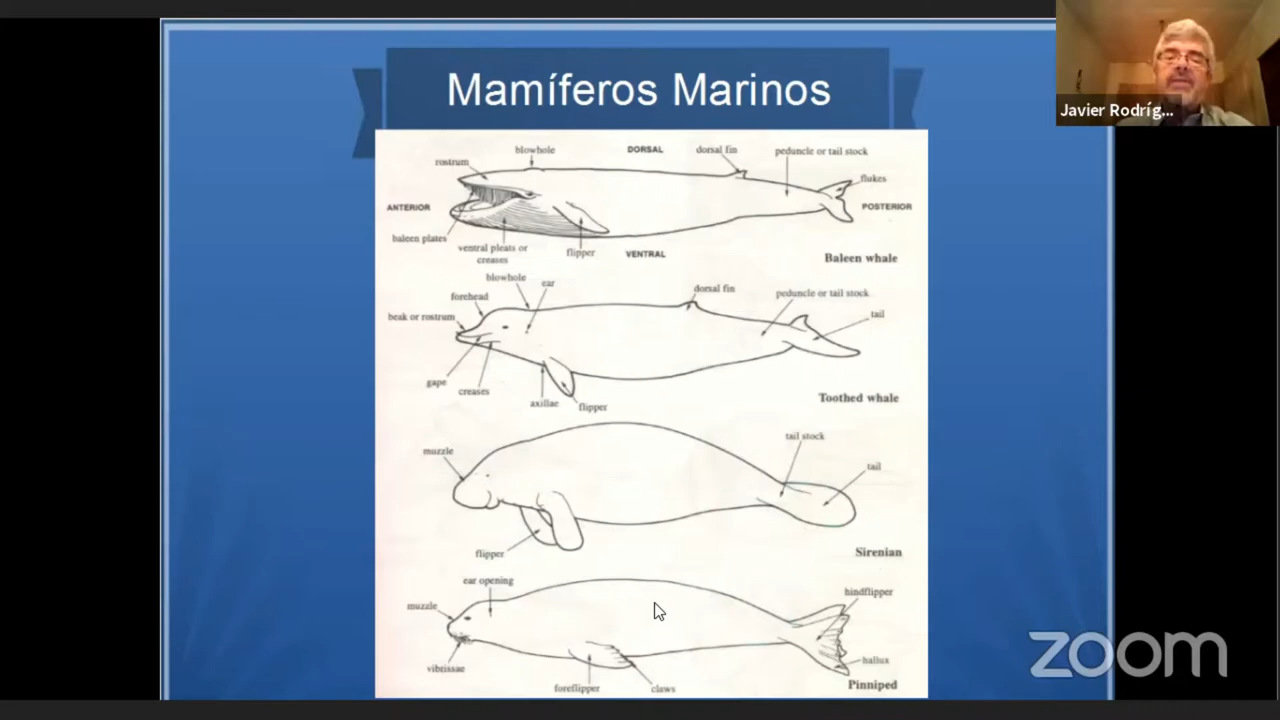 Mamíferos Marinos
Javier Rodríg...
blowhole
DORSAL
dorsal fin
peduncle or tail stock
rostrum
flukes
ANTERIOR
POSTERIOR
baleen plates
ventral pleats or
creases
flipper
VENTRAL
Baleen whale
blowhole
ear
forehead
dorsal fin
peduncle or tail stock
beak or rostrum
tail
gape
creases
axillae
flipper
Toothed whale
muzzle
tail stock
tail
flipper
Sirenian
ear opening
muzzle
hindflipper
vibrissae
hallux
foreflipper
claws
Pinniped
zoom